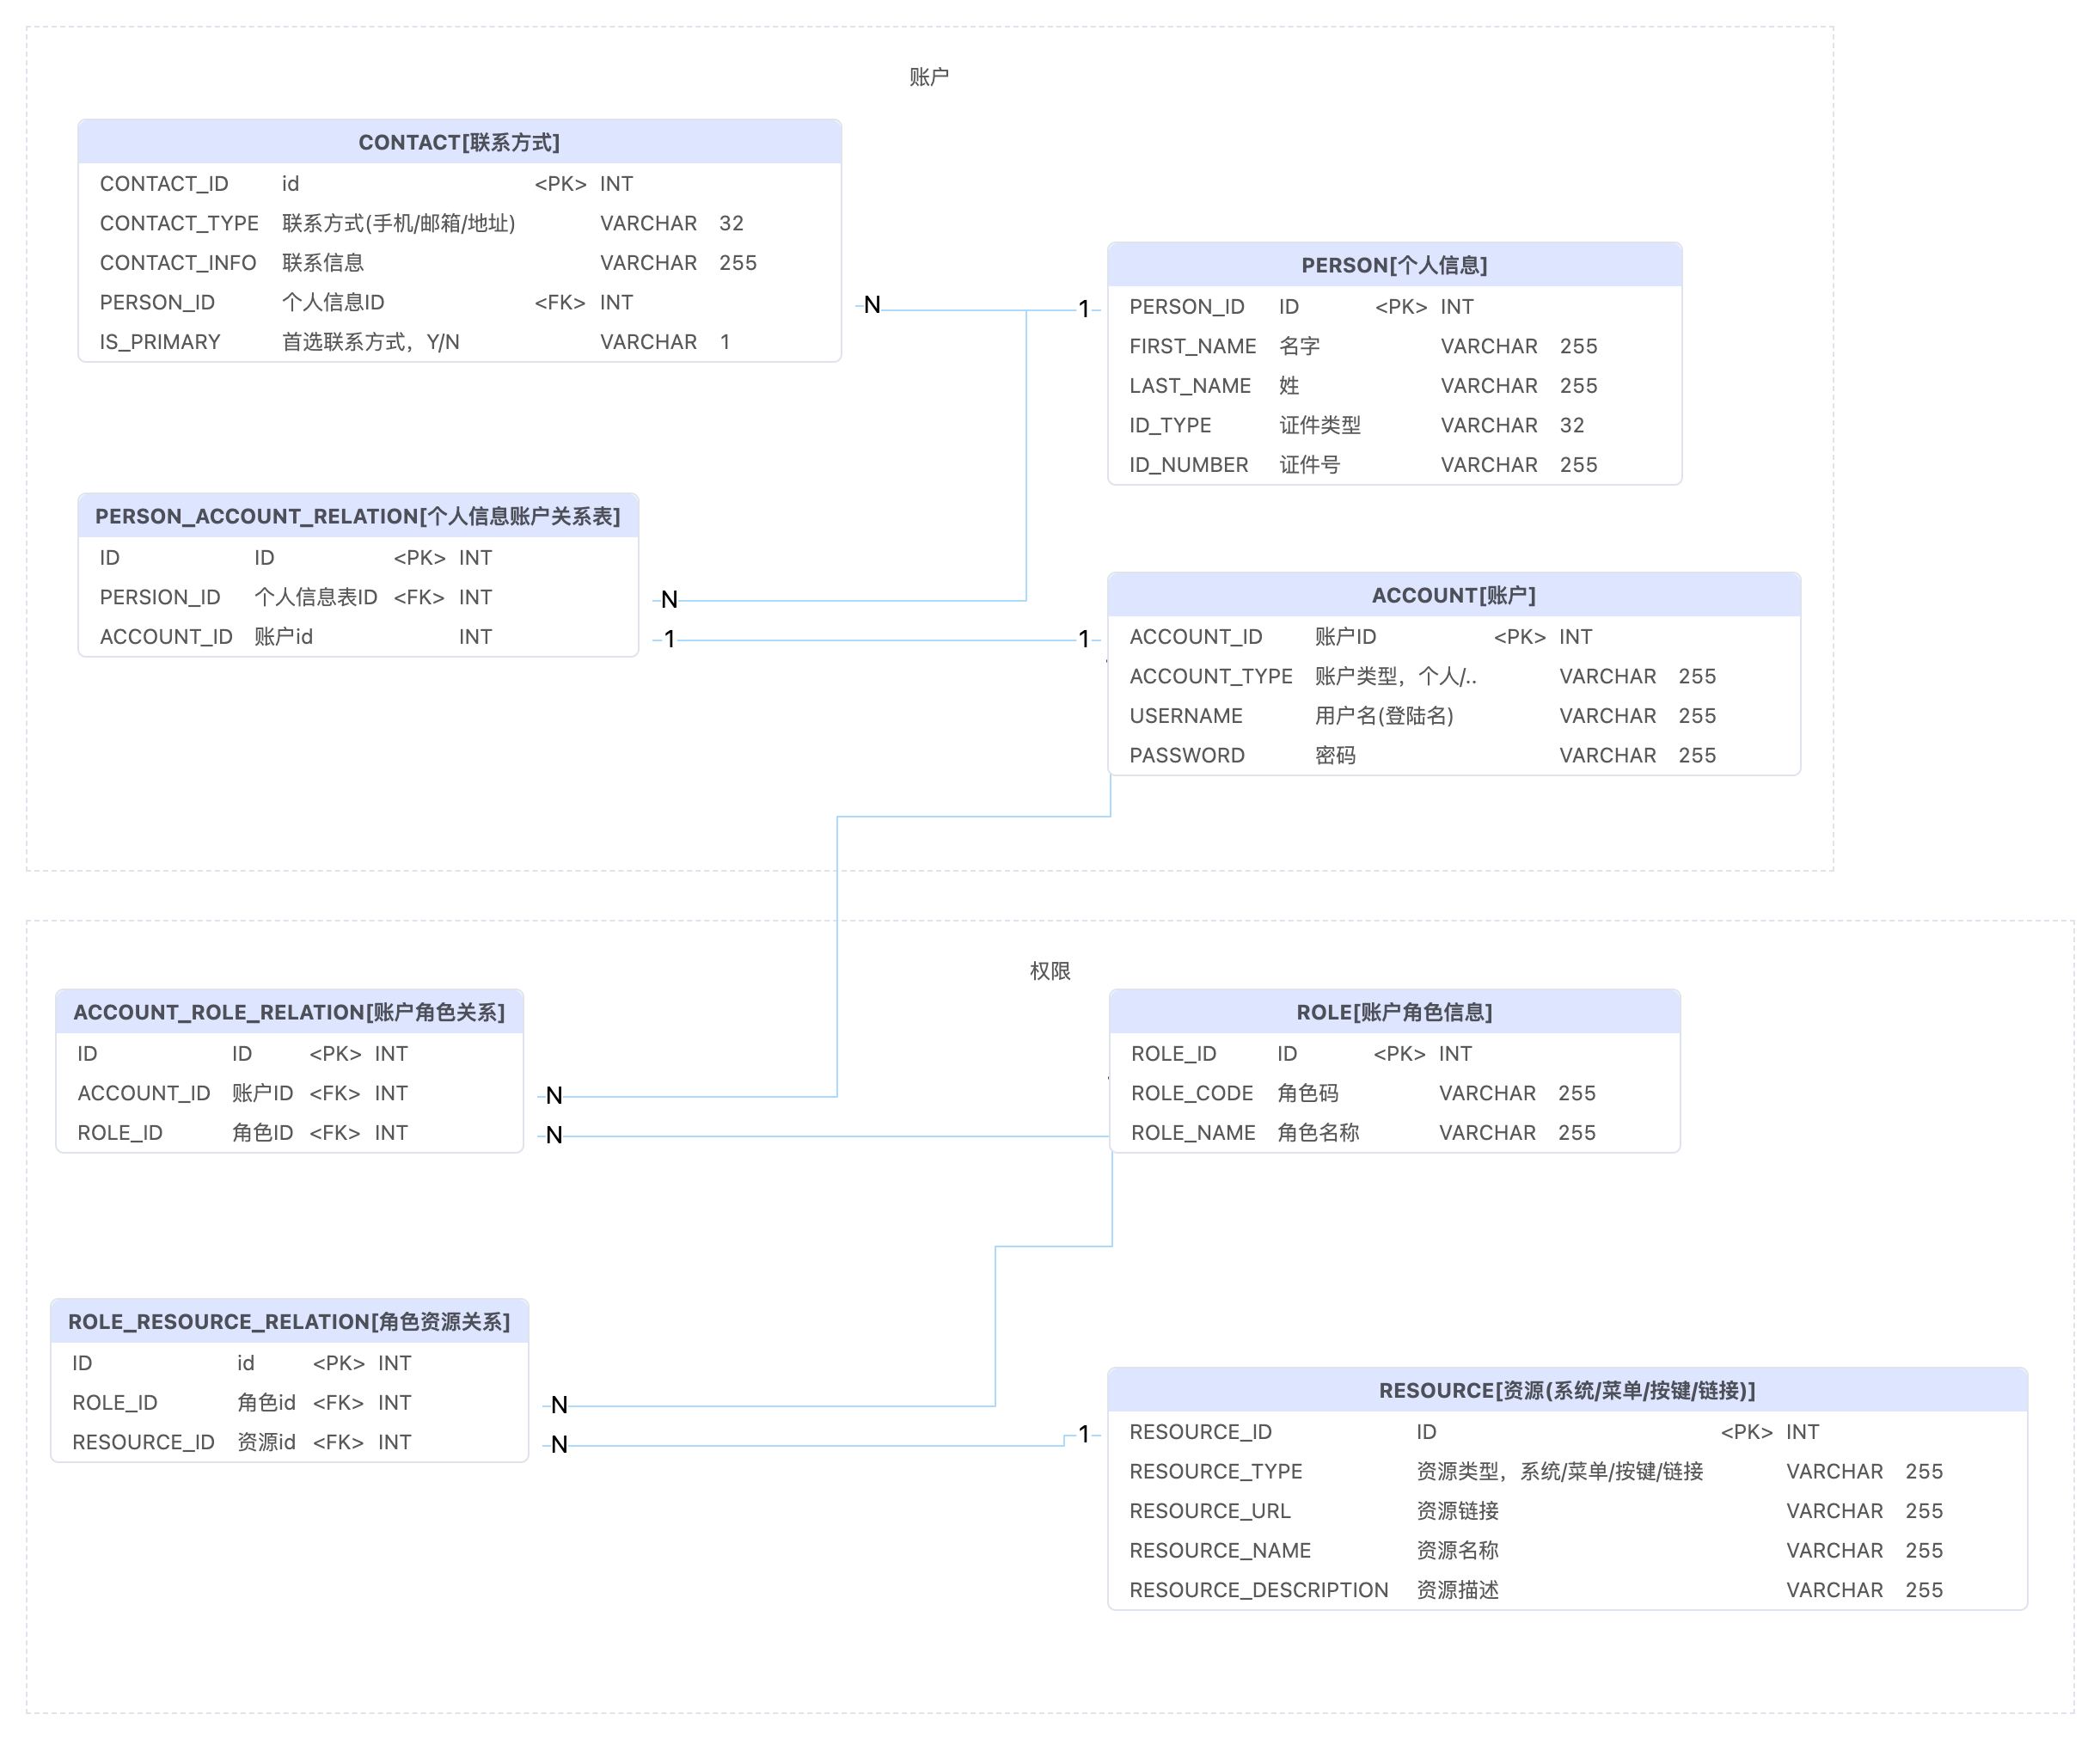 账户
CONTACT[联系方式]
CONTACT_ID id <PK> INT
CONTACT_TYPE 联系方式(手机/邮箱/地址) VARCHAR 32
CONTACT_INFO 联系信息 VARCHAR 255
PERSON_ID 个人信息ID <FK> INT
IS_PRIMARY 首选联系方式，Y/N VARCHAR 1
N
1
PERSON[个人信息]
PERSON_ID ID <PK> INT
FIRST_NAME 名字 VARCHAR 255
LAST_NAME 姓 VARCHAR 255
ID_TYPE 证件类型 VARCHAR 32
ID_NUMBER 证件号 VARCHAR 255
PERSON_ACCOUNT_RELATION[个人信息账户关系表]
ID ID <PK> INT
PERSION_ID 个人信息表ID <FK> INT
ACCOUNT_ID 账户id INT
N
1
1
ACCOUNT[账户]
ACCOUNT_ID 账户ID <PK> INT
ACCOUNT_TYPE 账户类型，个人/.. VARCHAR 255
USERNAME 用户名(登陆名) VARCHAR 255
PASSWORD 密码 VARCHAR 255
权限
ACCOUNT_ROLE_RELATION[账户角色关系]
ID ID <PK> INT
ACCOUNT_ID 账户ID <FK> INT
ROLE_ID 角色ID <FK> INT
N
N
ROLE[账户角色信息]
ROLE_ID ID <PK> INT
ROLE_CODE 角色码 VARCHAR 255
ROLE_NAME 角色名称 VARCHAR 255
ROLE_RESOURCE_RELATION[角色资源关系]
ID id <PK> INT
ROLE_ID 角色id <FK> INT
RESOURCE_ID 资源id <FK> INT
N
N
1
RESOURCE[资源(系统/菜单/按键/链接)]
RESOURCE_ID ID <PK> INT
RESOURCE_TYPE 资源类型，系统/菜单/按键/链接 VARCHAR 255
RESOURCE_URL 资源链接 VARCHAR 255
RESOURCE_NAME 资源名称 VARCHAR 255
RESOURCE_DESCRIPTION 资源描述 VARCHAR 255